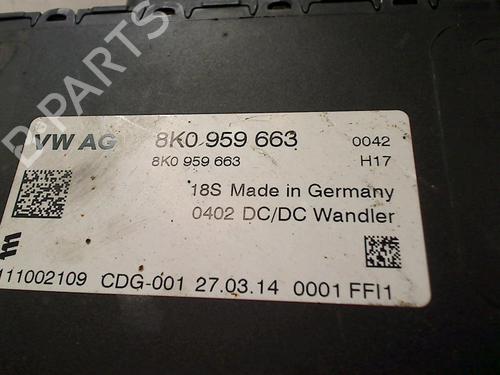 D-PARTS
VW AG 8K0 959 663 0042
8K0 959 663 H17
18S Made in Germany
0402 DC/DC Wandler
111002109 CDG-001 27.03.14 0001 FFI1